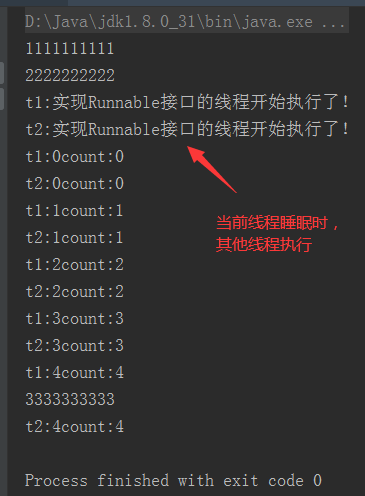 D:\Java\jdk1.8.0_31\bin\java.exe ...
1111111111
2222222222
t1:实现Runnable接口的线程开始执行了！
t2:实现Runnable接口的线程开始执行了！
t1:0count:0
t2:0count:0
t1:1count:1
t2:1count:1
t1:2count:2
t2:2count:2
t1:3count:3
t2:3count:3
t1:4count:4
3333333333
t2:4count:4
当前线程睡眠时，
其他线程执行
Process finished with exit code 0